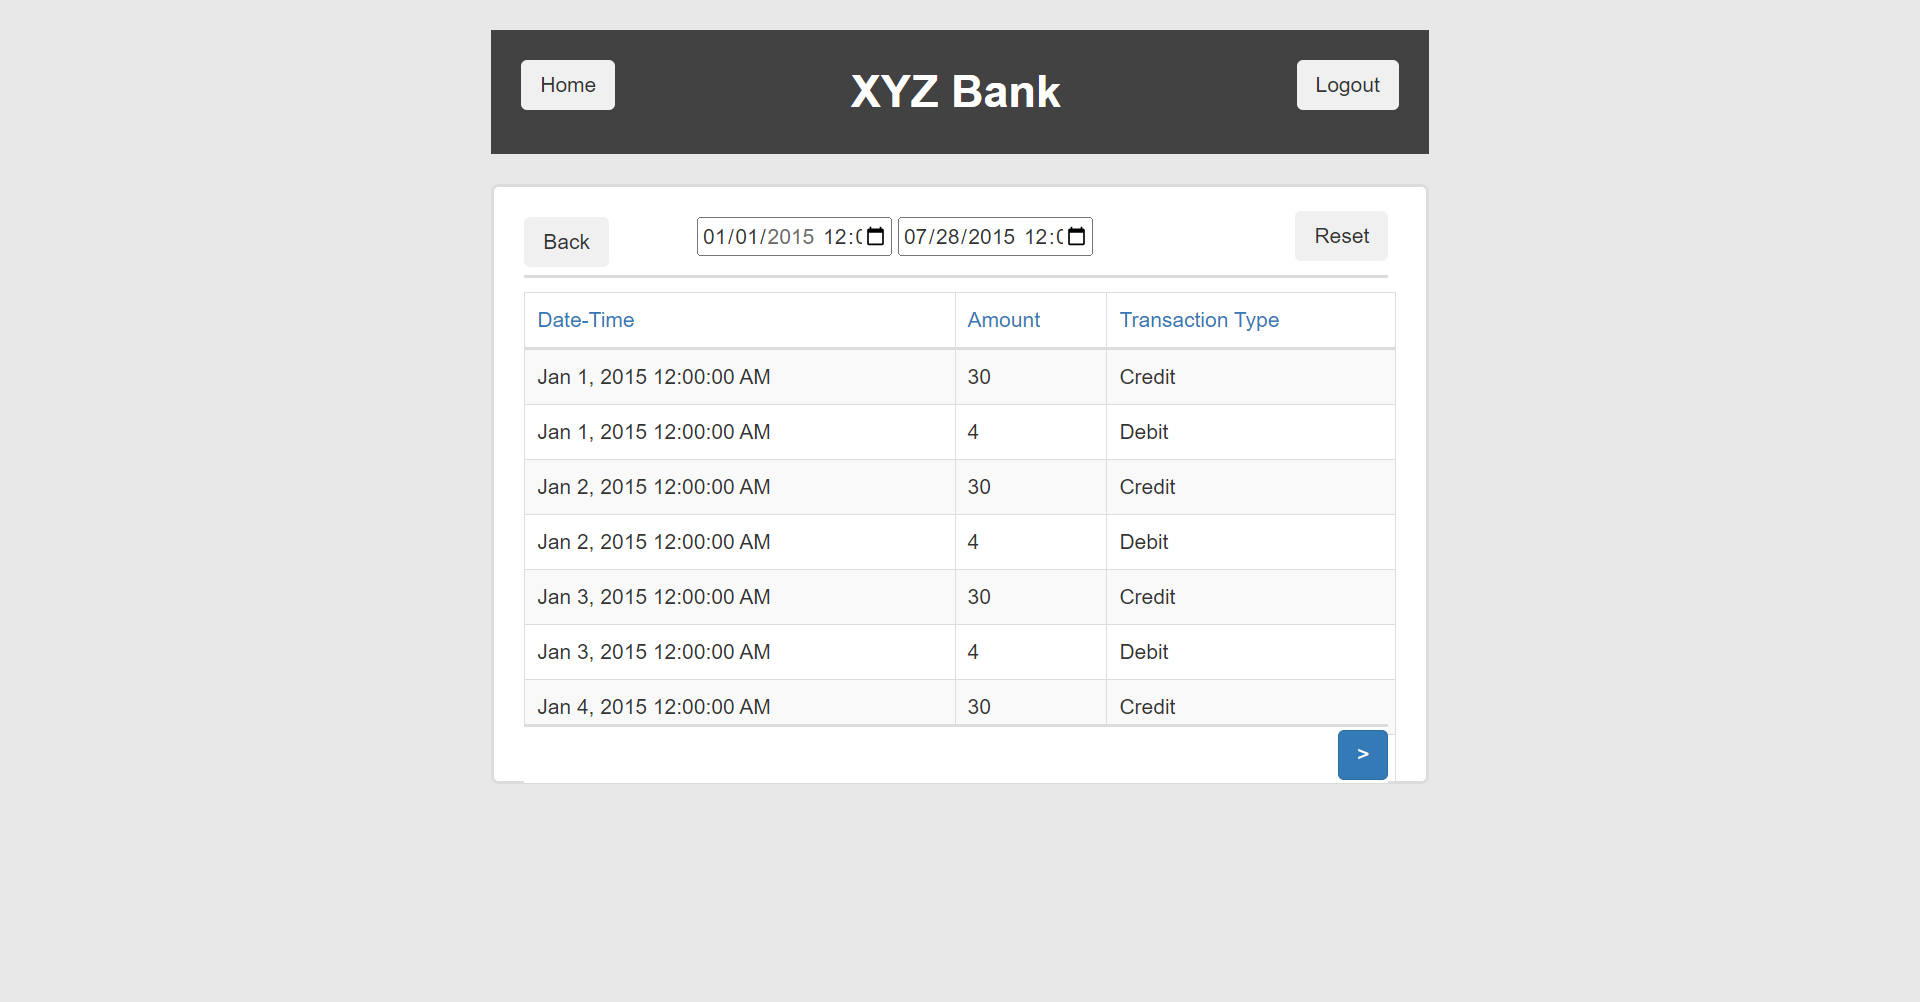 Home XYZ Bank Logout
Back 01/01/2015 12:0 07/28/2015 12:0 Reset
Date-Time Amount Transaction Type
Jan 1, 2015 12:00:00 AM 30 Credit
Jan 1, 2015 12:00:00 AM 4 Debit
Jan 2, 2015 12:00:00 AM 30 Credit
Jan 2, 2015 12:00:00 AM 4 Debit
Jan 3, 2015 12:00:00 AM 30 Credit
Jan 3, 2015 12:00:00 AM 4 Debit
Jan 4, 2015 12:00:00 AM 30 Credit
>